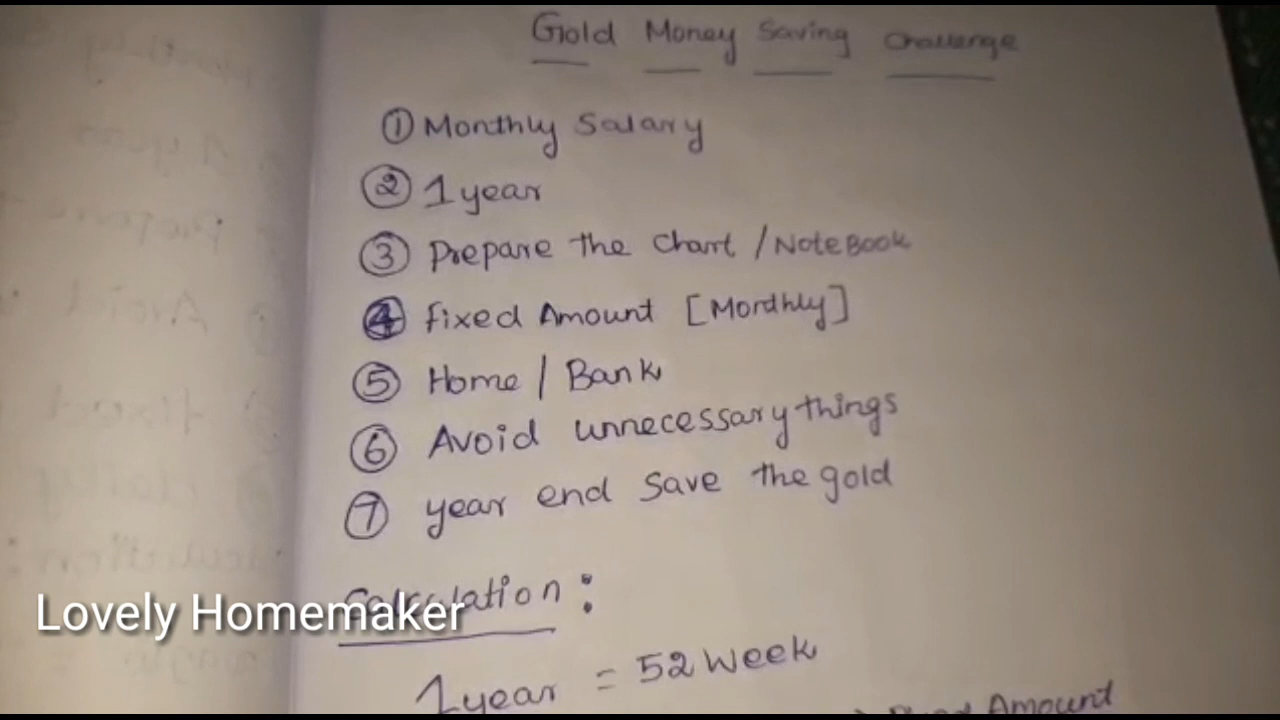 Gold Money Saving Challenge
① Monthly Salary
② 1 year
③ Prepare the Chart / NoteBook
④ fixed Amount [Monthly]
⑤ Home / Bank
⑥ Avoid unnecessary things
⑦ year end save the gold
Calculation :
Lovely Homemaker
1 year = 52 week
Amount